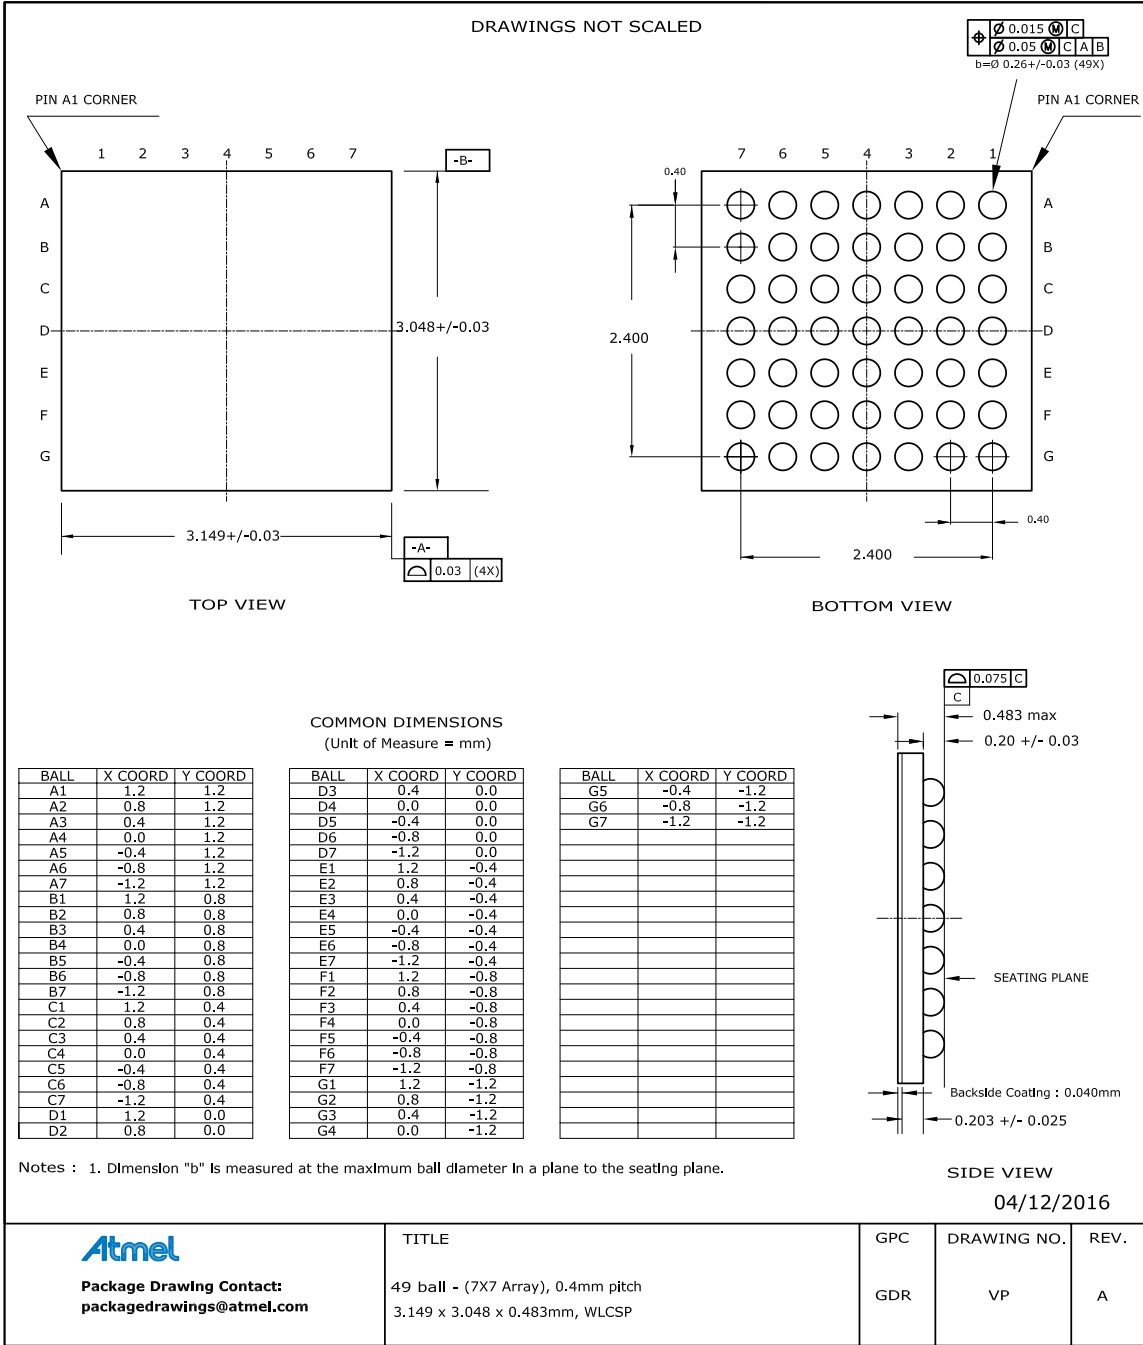 DRAWINGS NOT SCALED
⌀ 0.015 Ⓜ C
⌀ 0.05 Ⓜ C A B
b=Ø 0.26+/-0.03 (49X)
PIN A1 CORNER
PIN A1 CORNER
1 2 3 4 5 6 7
-B-
7 6 5 4 3 2 1
0.40
A
B
C
D
E
F
G
3.048+/-0.03
2.400
A
B
C
D
E
F
G
3.149+/-0.03
-A-
0.03 (4X)
0.40
2.400
TOP VIEW
BOTTOM VIEW
0.075 C
C
0.483 max
0.20 +/- 0.03
COMMON DIMENSIONS
(Unit of Measure = mm)
BALL X COORD Y COORD
A1 1.2 1.2
A2 0.8 1.2
A3 0.4 1.2
A4 0.0 1.2
A5 -0.4 1.2
A6 -0.8 1.2
A7 -1.2 1.2
B1 1.2 0.8
B2 0.8 0.8
B3 0.4 0.8
B4 0.0 0.8
B5 -0.4 0.8
B6 -0.8 0.8
B7 -1.2 0.8
C1 1.2 0.4
C2 0.8 0.4
C3 0.4 0.4
C4 0.0 0.4
C5 -0.4 0.4
C6 -0.8 0.4
C7 -1.2 0.4
D1 1.2 0.0
D2 0.8 0.0
BALL X COORD Y COORD
D3 0.4 0.0
D4 0.0 0.0
D5 -0.4 0.0
D6 -0.8 0.0
D7 -1.2 0.0
E1 1.2 -0.4
E2 0.8 -0.4
E3 0.4 -0.4
E4 0.0 -0.4
E5 -0.4 -0.4
E6 -0.8 -0.4
E7 -1.2 -0.4
F1 1.2 -0.8
F2 0.8 -0.8
F3 0.4 -0.8
F4 0.0 -0.8
F5 -0.4 -0.8
F6 -0.8 -0.8
F7 -1.2 -0.8
G1 1.2 -1.2
G2 0.8 -1.2
G3 0.4 -1.2
G4 0.0 -1.2
BALL X COORD Y COORD
G5 -0.4 -1.2
G6 -0.8 -1.2
G7 -1.2 -1.2
SEATING PLANE
Backside Coating : 0.040mm
0.203 +/- 0.025
Notes : 1. Dimension "b" is measured at the maximum ball diameter in a plane to the seating plane.
SIDE VIEW
04/12/2016
Atmel
Package Drawing Contact:
packagedrawings@atmel.com
TITLE
49 ball - (7X7 Array), 0.4mm pitch
3.149 x 3.048 x 0.483mm, WLCSP
GPC
GDR
DRAWING NO.
VP
REV.
A